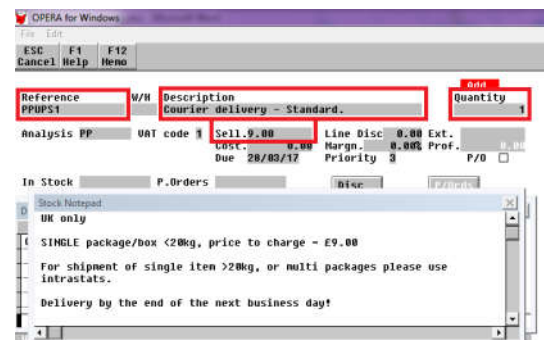 OPERA for Windows
File Edit
ESC F1 F12
Cancel Help Memo
Add
Reference W/H Description Quantity
PPUPS1 Courier delivery - Standard. 1
Analysis PP VAT code 1 Sell.9.00 Line Disc 0.00 Ext.
Cost. 0.00 Margn. 0.00% Prof. 0.00
Due 28/03/17 Priority 3 P/O
In Stock P.Orders Disc P/Ords
Stock Notepad
UK only
SINGLE package/box <20kg, price to charge - £9.00
For shipment of single item >20kg, or multi packages please use
intrastats.
Delivery by the end of the next business day!